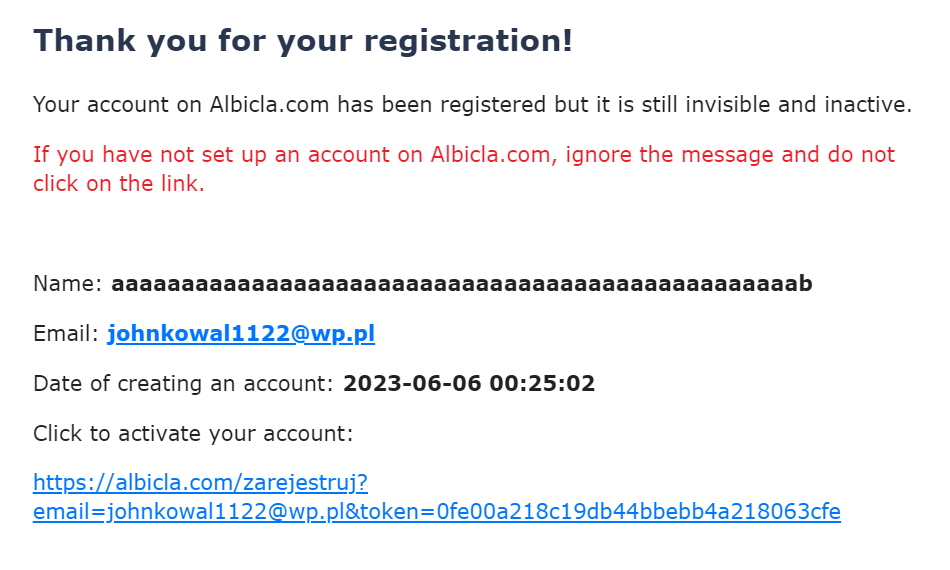 Thank you for your registration!
Your account on Albicla.com has been registered but it is still invisible and inactive.
If you have not set up an account on Albicla.com, ignore the message and do not
click on the link.
Name: aaaaaaaaaaaaaaaaaaaaaaaaaaaaaaaaaaaaaaaaaaaaaaaaab
Email: johnkowal1122@wp.pl
Date of creating an account: 2023-06-06 00:25:02
Click to activate your account:
https://albicla.com/zarejestruj?
email=johnkowal1122@wp.pl&token=0fe00a218c19db44bbebb4a218063cfe